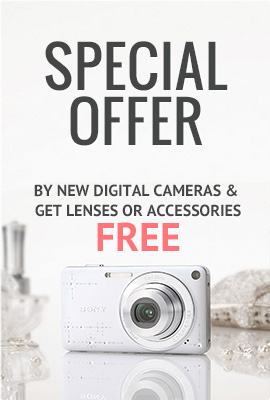 SPECIAL
OFFER
BY NEW DIGITAL CAMERAS &
GET LENSES OR ACCESSORIES
FREE
SONY